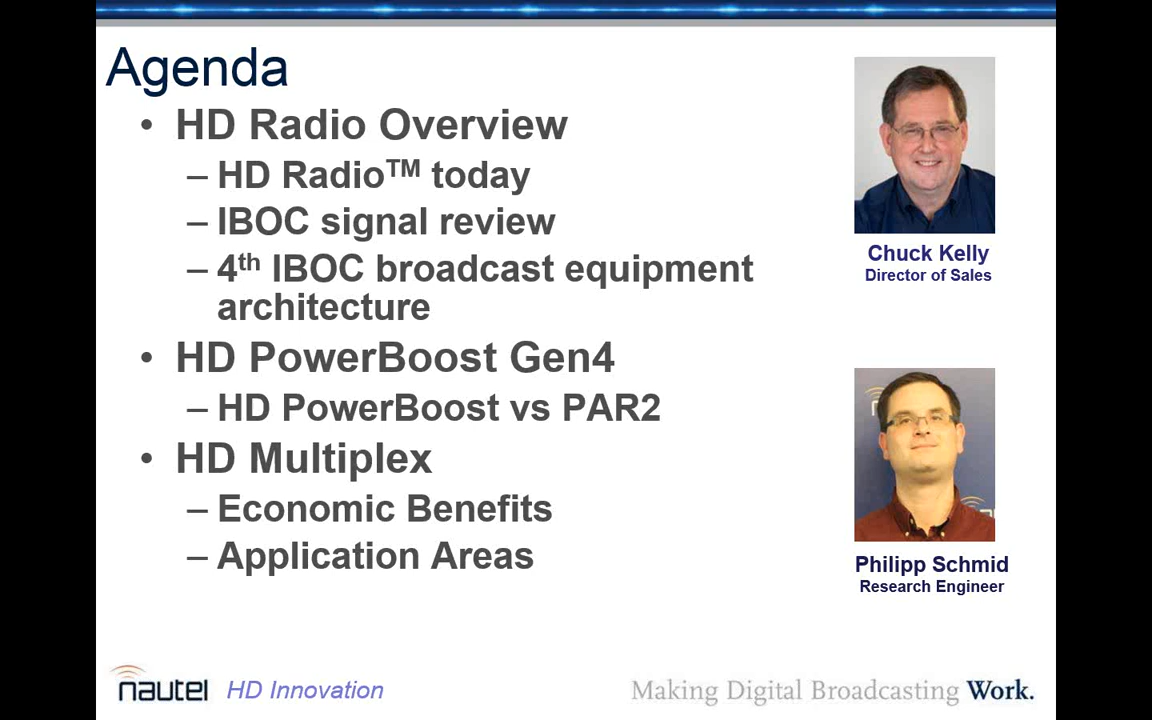 Agenda
• HD Radio Overview
– HD Radio™ today
– IBOC signal review
– 4th IBOC broadcast equipment
architecture
• HD PowerBoost Gen4
– HD PowerBoost vs PAR2
• HD Multiplex
– Economic Benefits
– Application Areas
Chuck Kelly
Director of Sales
Philipp Schmid
Research Engineer
nautel HD Innovation
Making Digital Broadcasting Work.